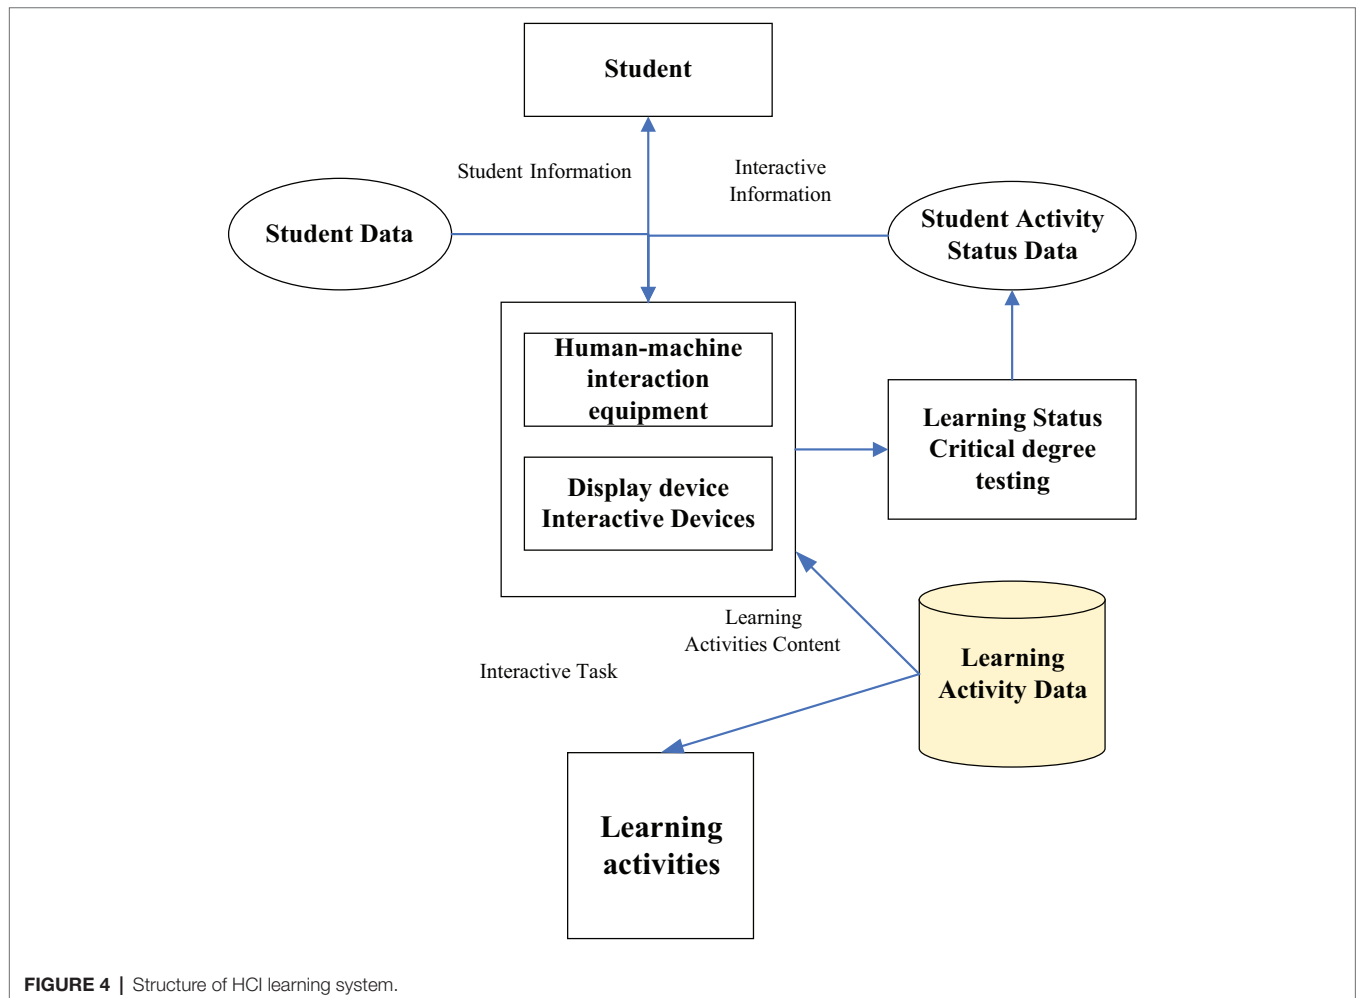 Student
Student Information
Interactive
Information
Student Data
Student Activity
Status Data
Human-machine
interaction
equipment
Learning Status
Critical degree
testing
Display device
Interactive Devices
Learning
Activities Content
Interactive Task
Learning
Activity Data
Learning
activities
FIGURE 4 | Structure of HCI learning system.